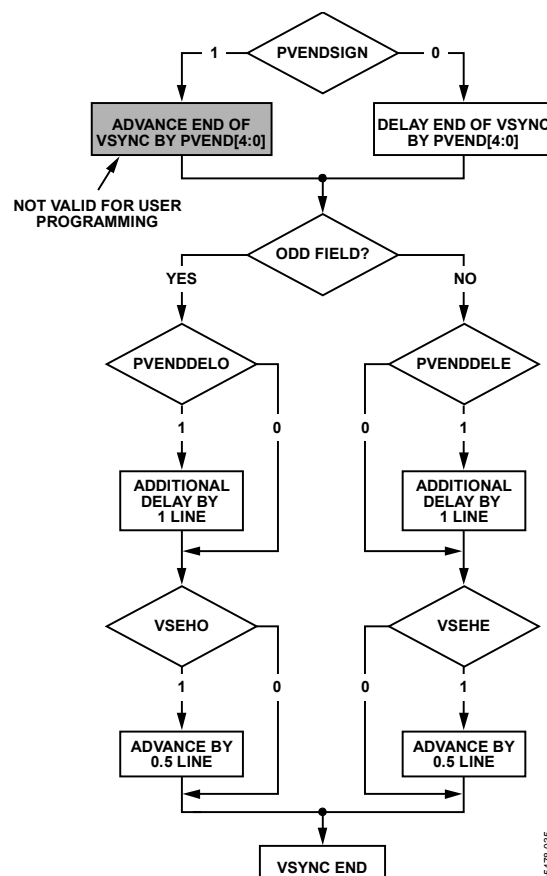 PVENDSIGN
1
0
ADVANCE END OF
VSYNC BY PVEND[4:0]
DELAY END OF VSYNC
BY PVEND[4:0]
NOT VALID FOR USER
PROGRAMMING
ODD FIELD?
YES
NO
PVENDDELO
PVENDDELE
1
0
0
1
ADDITIONAL
DELAY BY
1 LINE
ADDITIONAL
DELAY BY
1 LINE
VSEHO
VSEHE
1
0
0
1
ADVANCE BY
0.5 LINE
ADVANCE BY
0.5 LINE
VSYNC END